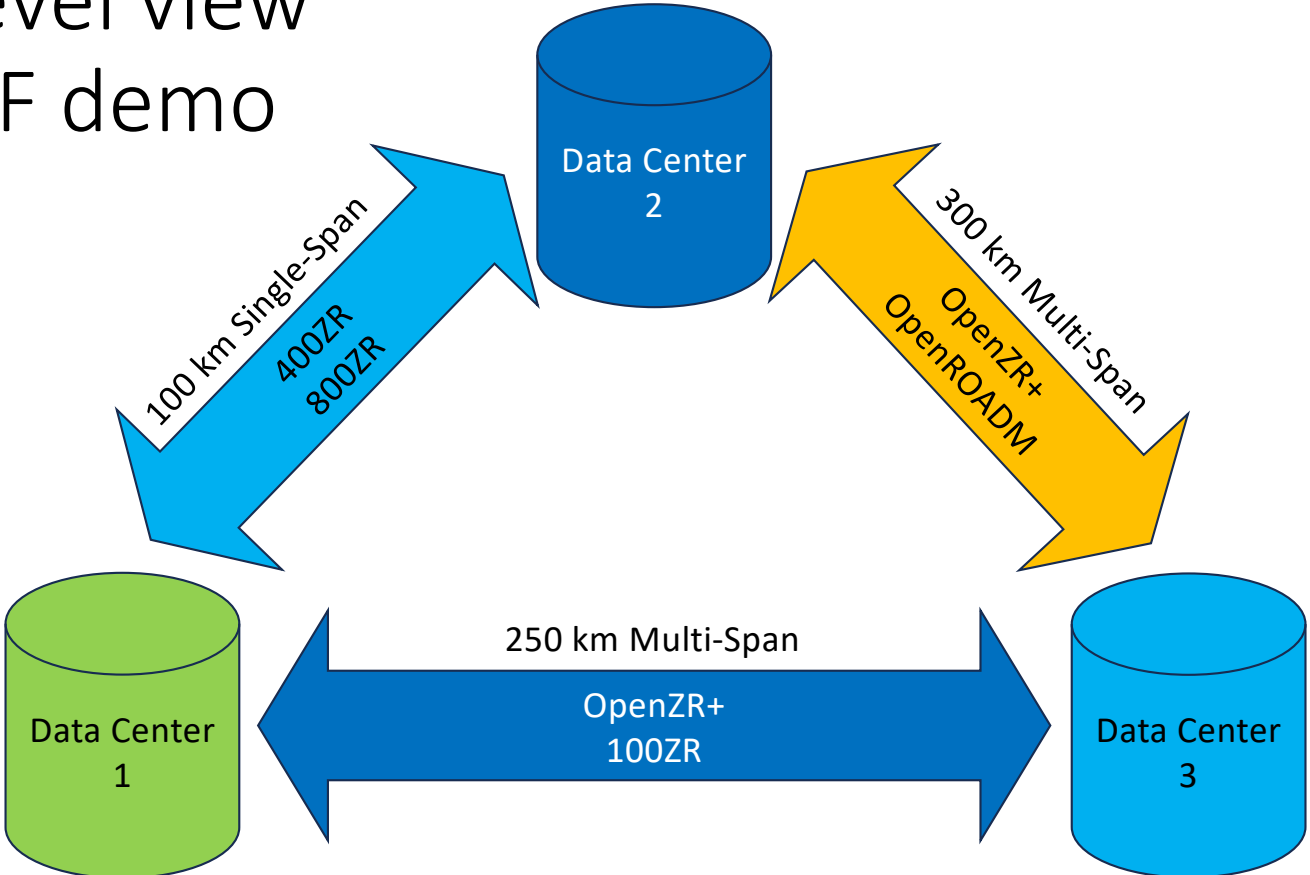 evel view
F demo
Data Center
2
100 km Single-Span
400ZR
800ZR
300 km Multi-Span
OpenZR+
OpenROADM
250 km Multi-Span
OpenZR+
100ZR
Data Center
1
Data Center
3